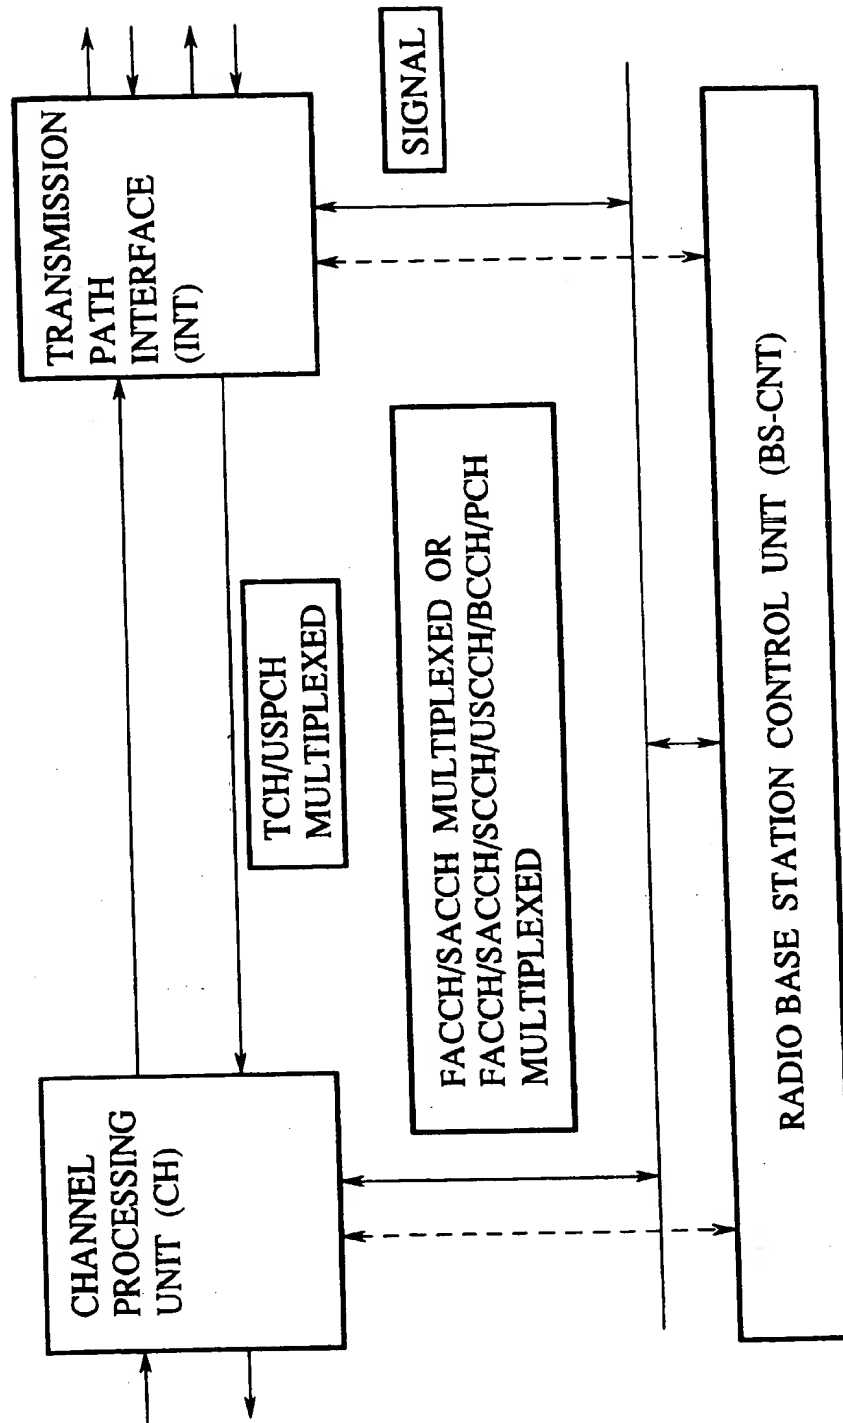 CHANNEL
PROCESSING
UNIT (CH)
TRANSMISSION
PATH
INTERFACE
(INT)
TCH/USPCH
MULTIPLEXED
FACCH/SACCH MULTIPLEXED OR
FACCH/SACCH/SCCH/USCCH/BCCH/PCH
MULTIPLEXED
SIGNAL
RADIO BASE STATION CONTROL UNIT (BS-CNT)